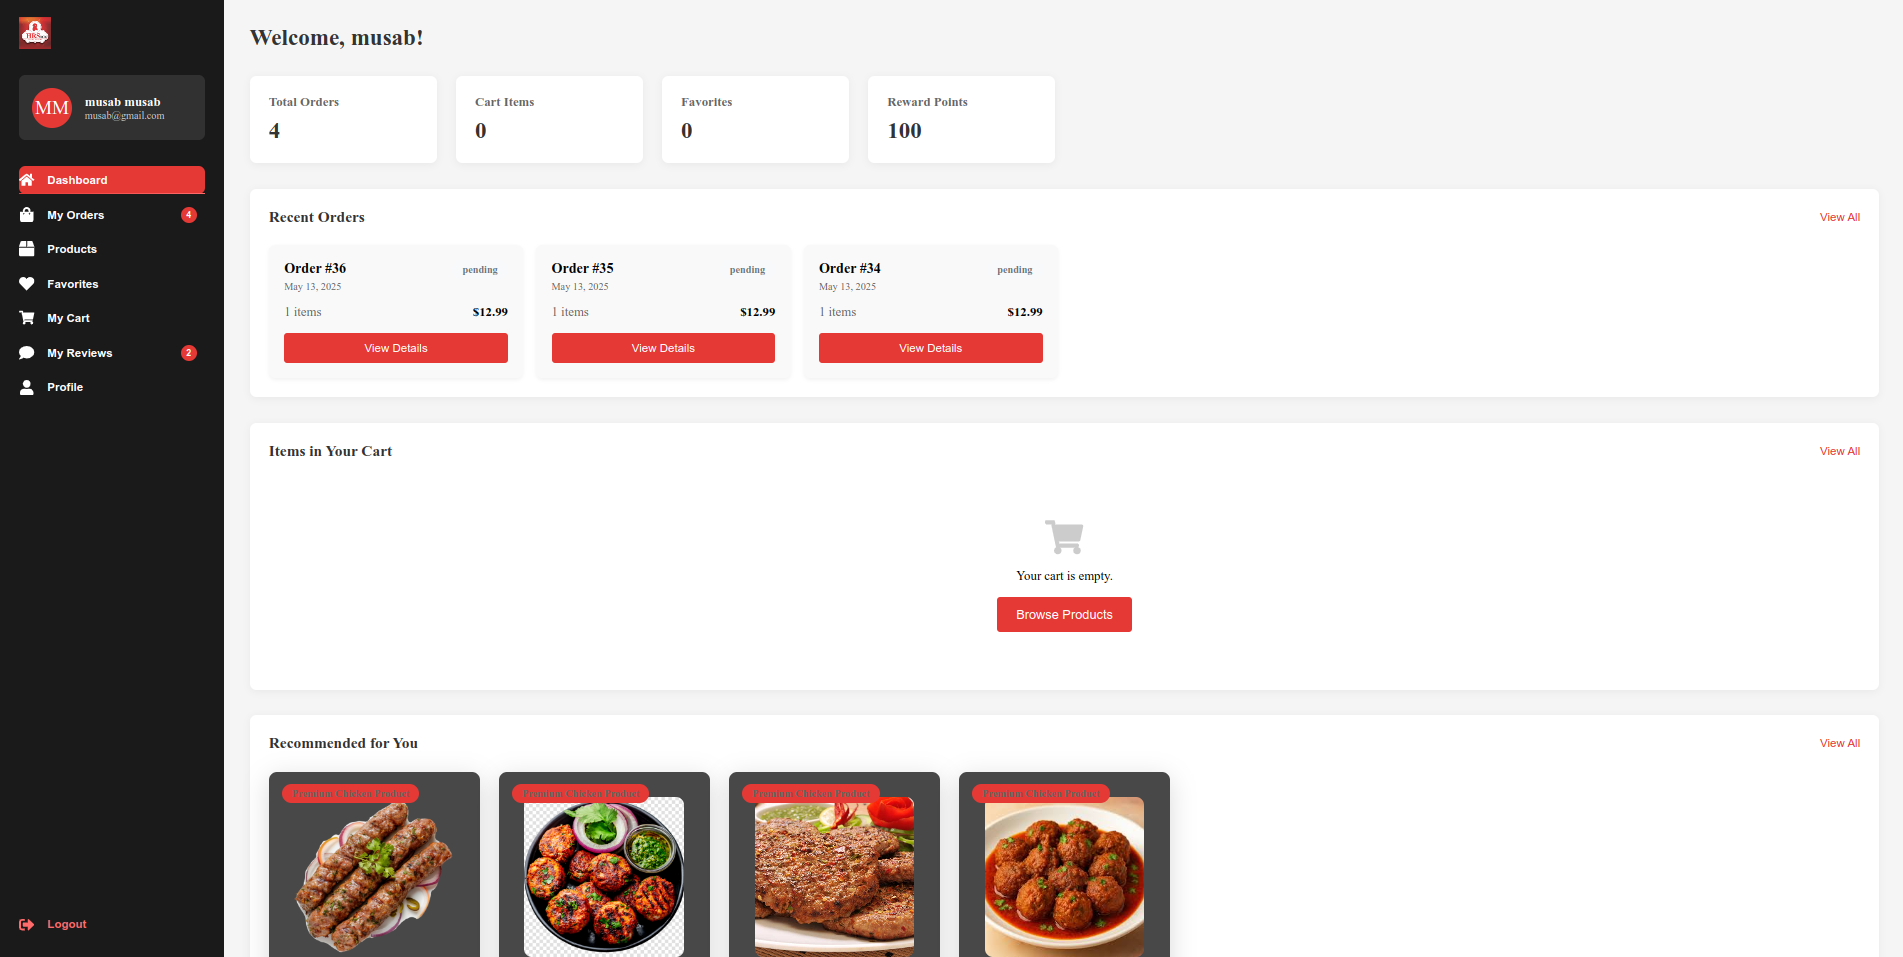 BRS
MM
musab musab
musab@gmail.com
Dashboard
My Orders
4
Products
Favorites
My Cart
My Reviews
2
Profile
Logout
Welcome, musab!
Total Orders
4
Cart Items
0
Favorites
0
Reward Points
100
Recent Orders
View All
Order #36
pending
May 13, 2025
1 items
$12.99
View Details
Order #35
pending
May 13, 2025
1 items
$12.99
View Details
Order #34
pending
May 13, 2025
1 items
$12.99
View Details
Items in Your Cart
View All
Your cart is empty.
Browse Products
Recommended for You
View All
Premium Chicken Product
Premium Chicken Product
Premium Chicken Product
Premium Chicken Product